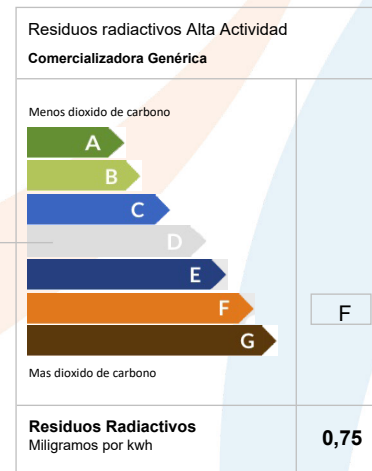 Residuos radiactivos Alta Actividad
Comercializadora Genérica
Menos dioxido de carbono
A
B
C
D
E
F
F
G
Mas dioxido de carbono
Residuos Radiactivos
Miligramos por kwh
0,75